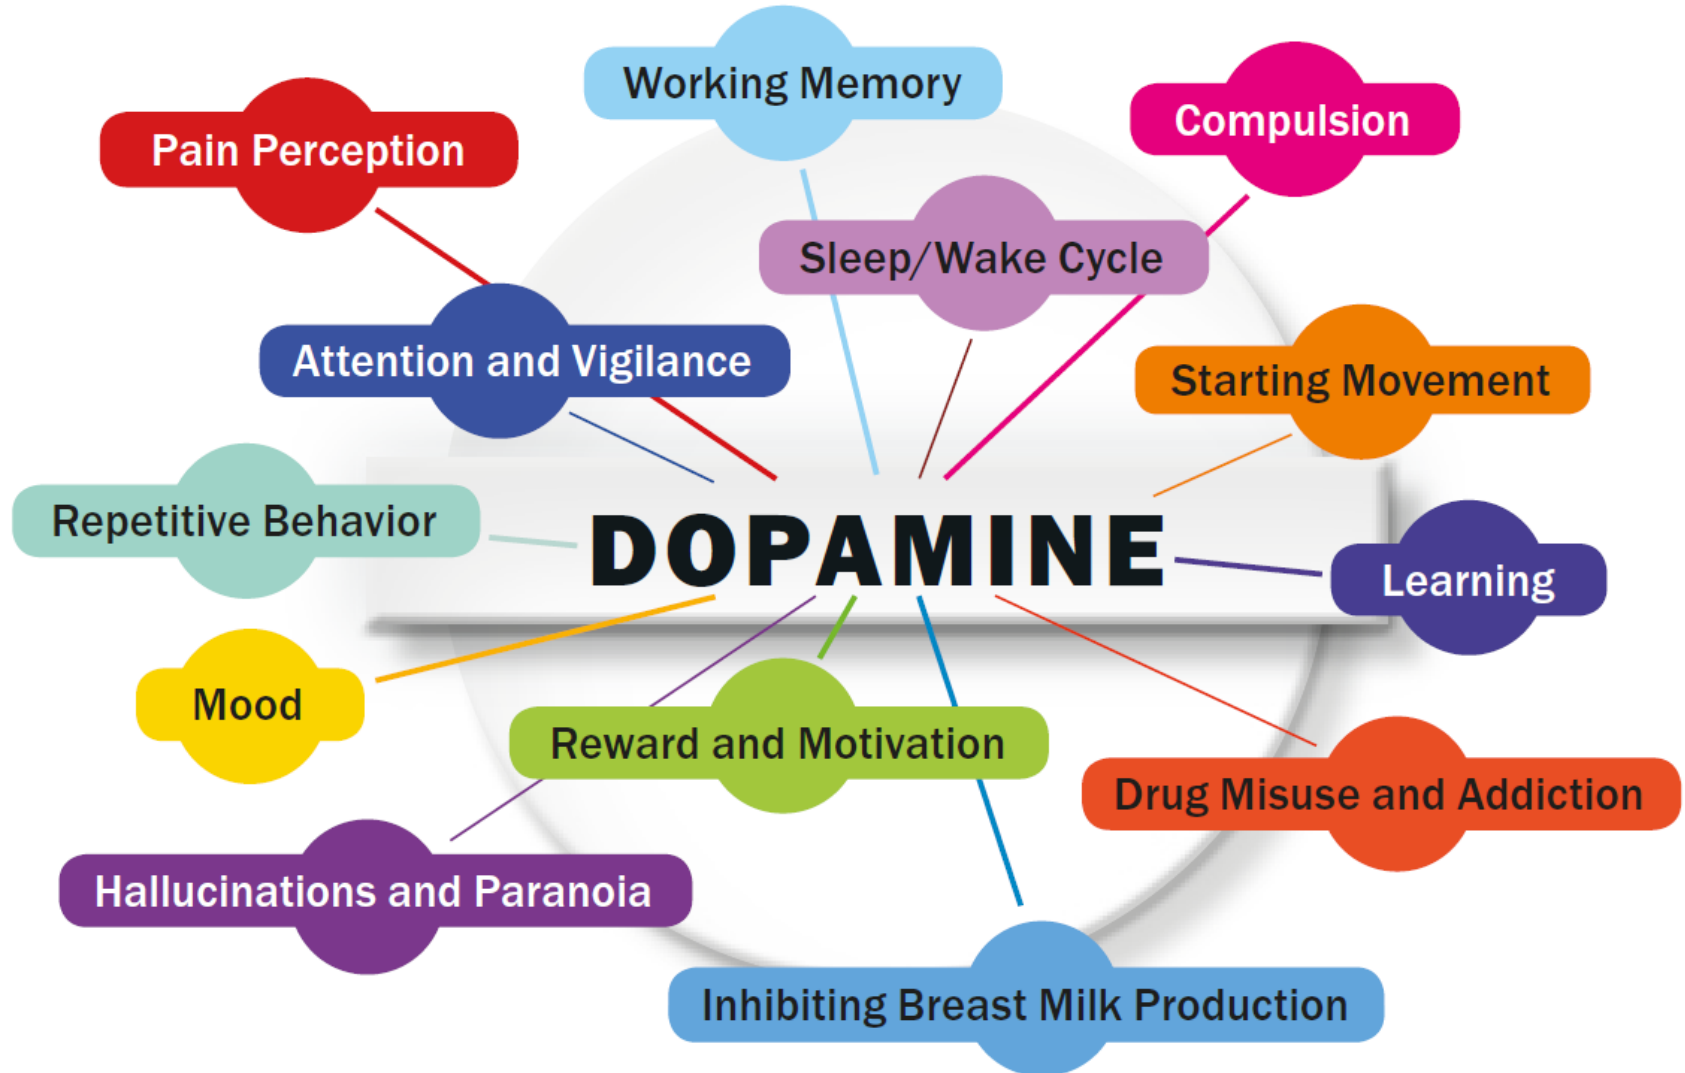 Working Memory
Compulsion
Pain Perception
Sleep/Wake Cycle
Attention and Vigilance
Starting Movement
Repetitive Behavior
DOPAMINE
Learning
Mood
Reward and Motivation
Drug Misuse and Addiction
Hallucinations and Paranoia
Inhibiting Breast Milk Production